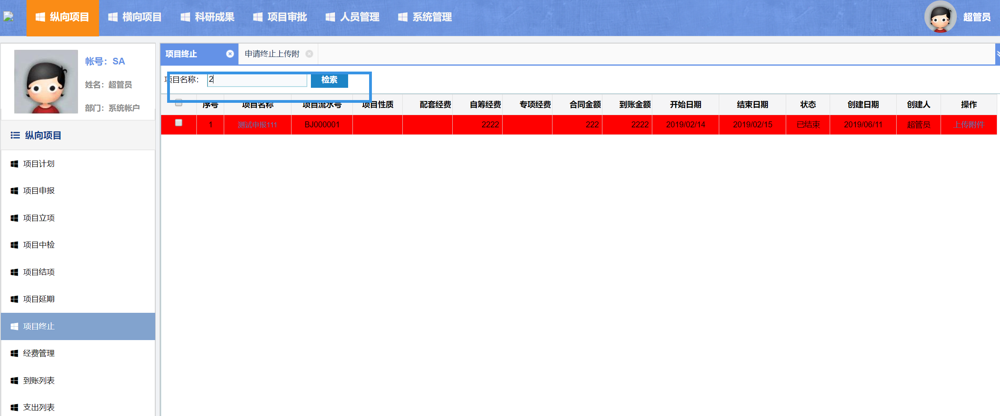 纵向项目 横向项目 科研成果 项目审批 人员管理 系统管理 超管员
帐号：SA
姓名：超管员
部门：系统帐户
纵向项目
项目计划
项目申报
项目立项
项目中检
项目结项
项目延期
项目终止
经费管理
到账列表
支出列表
项目终止 申请终止上传附
项目名称： 2 检索
序号 项目名称 项目流水号 项目性质 配套经费 自筹经费 专项经费 合同金额 到账金额 开始日期 结束日期 状态 创建日期 创建人 操作
1 测试申报111 BJ000001 2222 222 2222 2019/02/14 2019/02/15 已结束 2019/06/11 超管员 上传附件